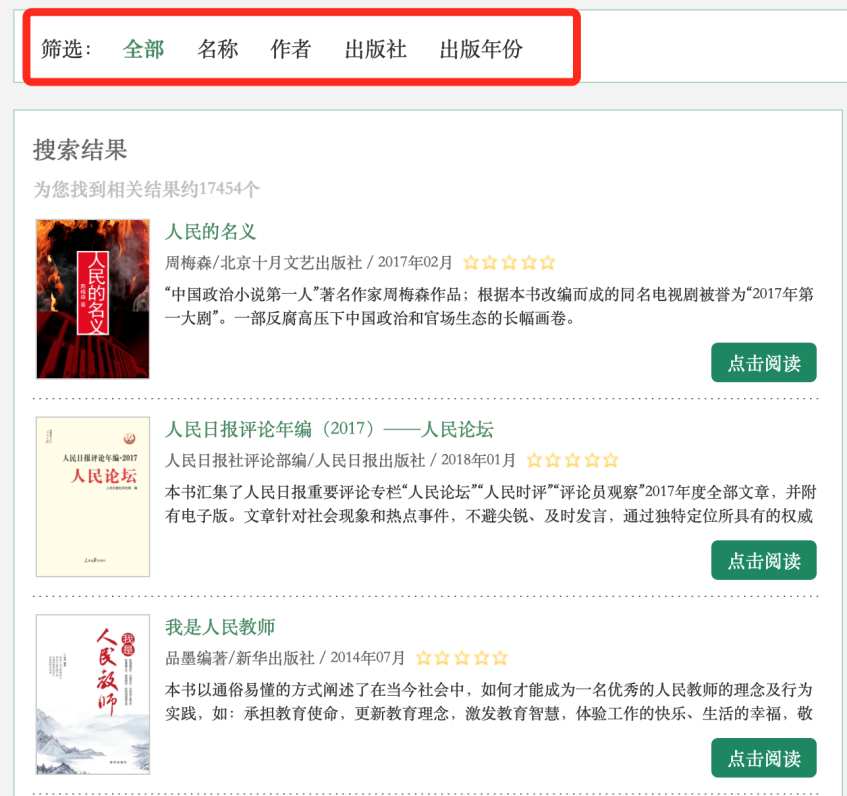 筛选： 全部 名称 作者 出版社 出版年份
搜索结果
为您找到相关结果约17454个
人民的名义
周梅森 著
人民的名义
周梅森/北京十月文艺出版社 / 2017年02月
“中国政治小说第一人”著名作家周梅森作品；根据本书改编而成的同名电视剧被誉为“2017年第
一大剧”。一部反腐高压下中国政治和官场生态的长幅画卷。
点击阅读
人民日报评论年编·2017
人民论坛
人民日报评论年编（2017）——人民论坛
人民日报社评论部编/人民日报出版社 / 2018年01月
本书汇集了人民日报重要评论专栏“人民论坛”“人民时评”“评论员观察”2017年度全部文章，并附
有电子版。文章针对社会现象和热点事件，不避尖锐、及时发言，通过独特定位所具有的权威
点击阅读
我是
人民教师
我是人民教师
品墨编著/新华出版社 / 2014年07月
本书以通俗易懂的方式阐述了在当今社会中，如何才能成为一名优秀的人民教师的理念及行为
实践，如：承担教育使命，更新教育理念，激发教育智慧，体验工作的快乐、生活的幸福，敬
点击阅读